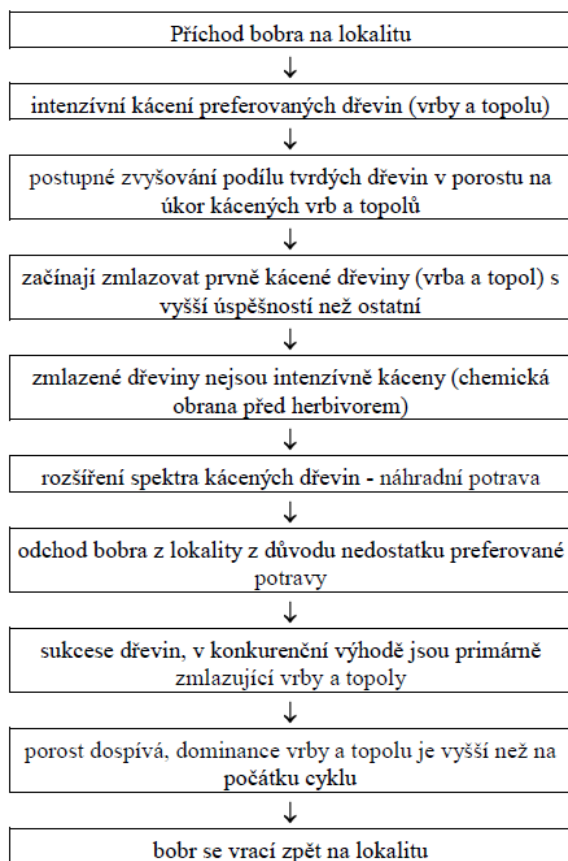 Příchod bobra na lokalitu
↓
intenzívní kácení preferovaných dřevin (vrby a topolu)
↓
postupné zvyšování podílu tvrdých dřevin v porostu na
úkor kácených vrb a topolů
↓
začínají zmlazovat prvně kácené dřeviny (vrba a topol) s
vyšší úspěšností než ostatní
↓
zmlazené dřeviny nejsou intenzívně káceny (chemická
obrana před herbivorem)
↓
rozšíření spektra kácených dřevin - náhradní potrava
↓
odchod bobra z lokality z důvodu nedostatku preferované
potravy
↓
sukcese dřevin, v konkurenční výhodě jsou primárně
zmlazující vrby a topoly
↓
porost dospívá, dominance vrby a topolu je vyšší než na
počátku cyklu
↓
bobr se vrací zpět na lokalitu